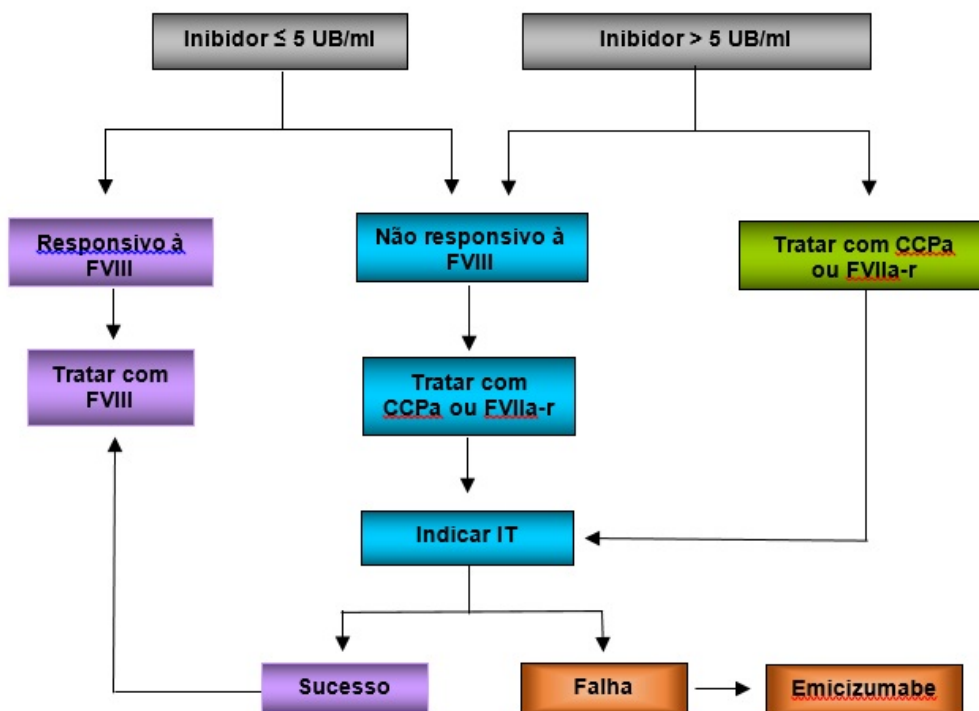 Inibidor ≤ 5 UB/ml
Inibidor > 5 UB/ml
Responsivo à
FVIII
Não responsivo à
FVIII
Tratar com CCPa
ou FVIIa-r
Tratar com
FVIII
Tratar com
CCPa ou FVIIa-r
Indicar IT
Sucesso
Falha
Emicizumabe